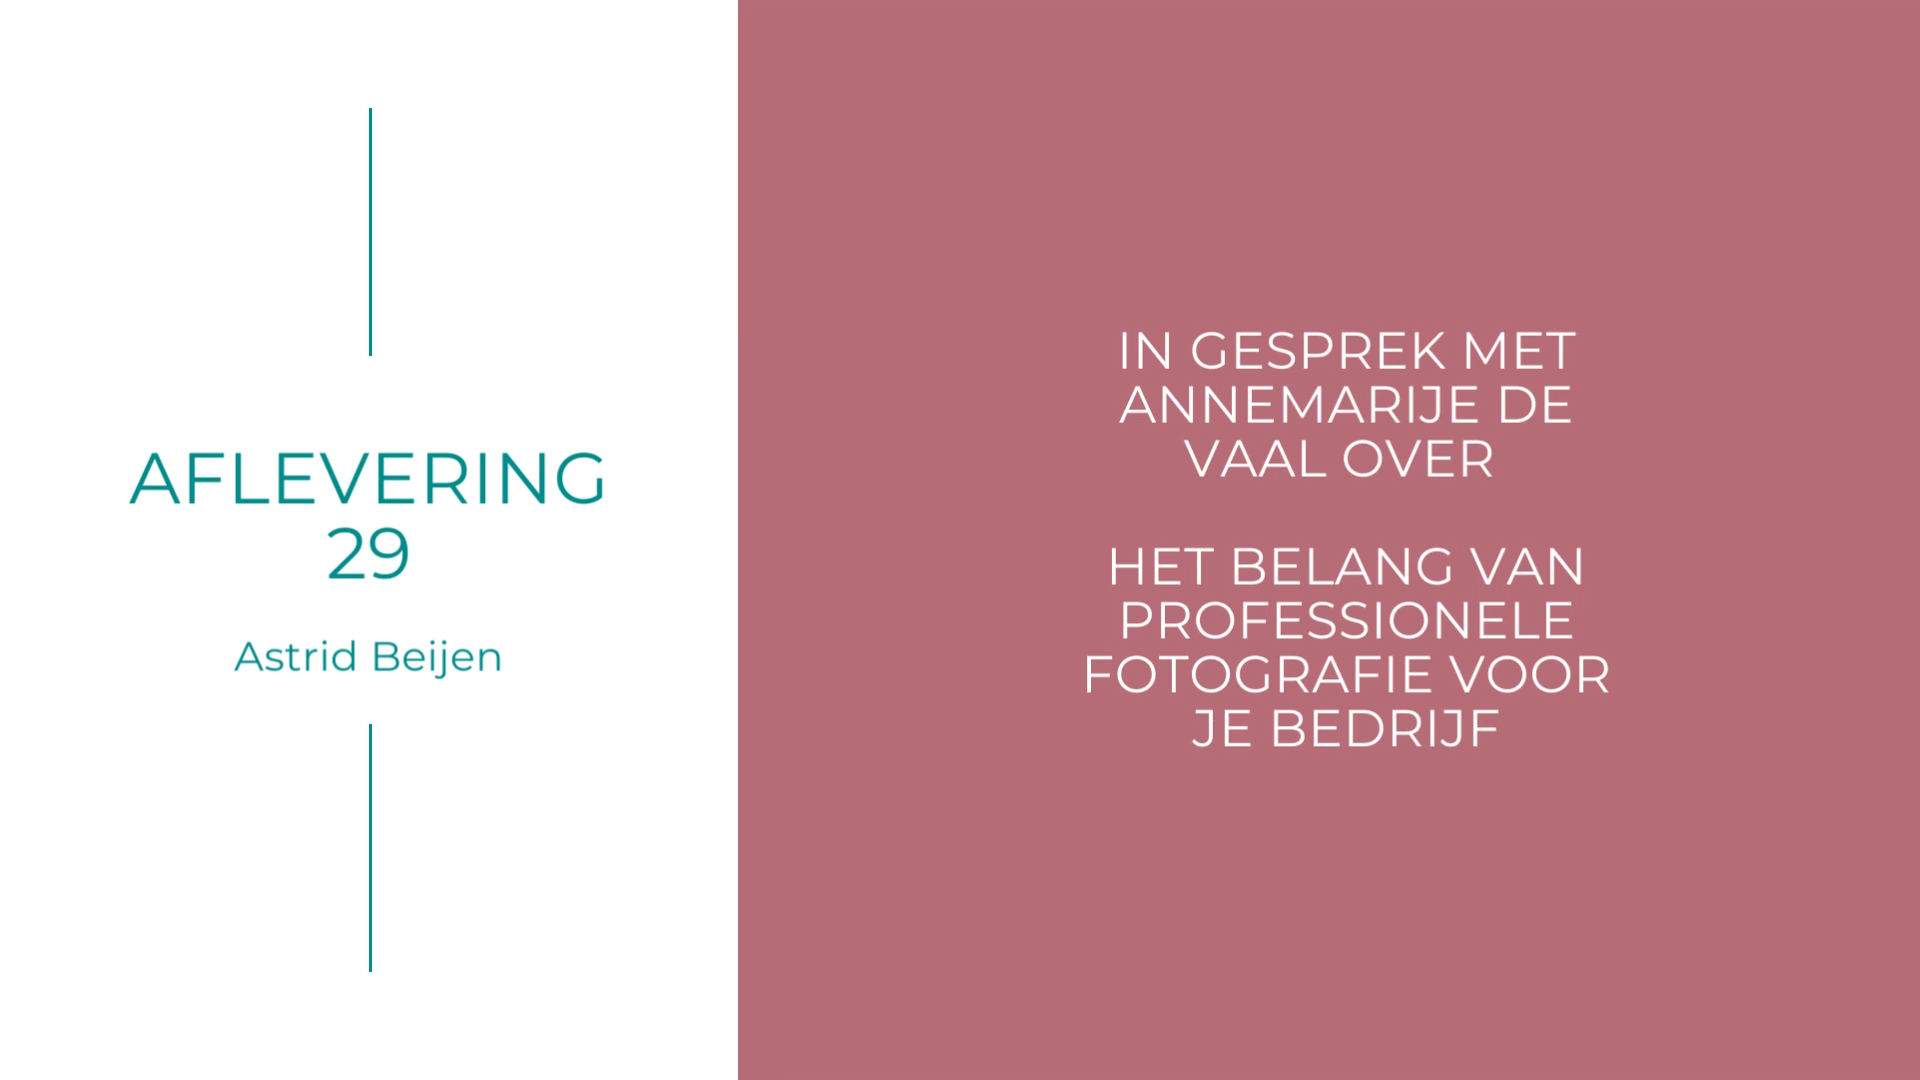 AFLEVERING
29
Astrid Beijen
IN GESPREK MET
ANNEMARIJE DE
VAAL OVER
HET BELANG VAN
PROFESSIONELE
FOTOGRAFIE VOOR
JE BEDRIJF